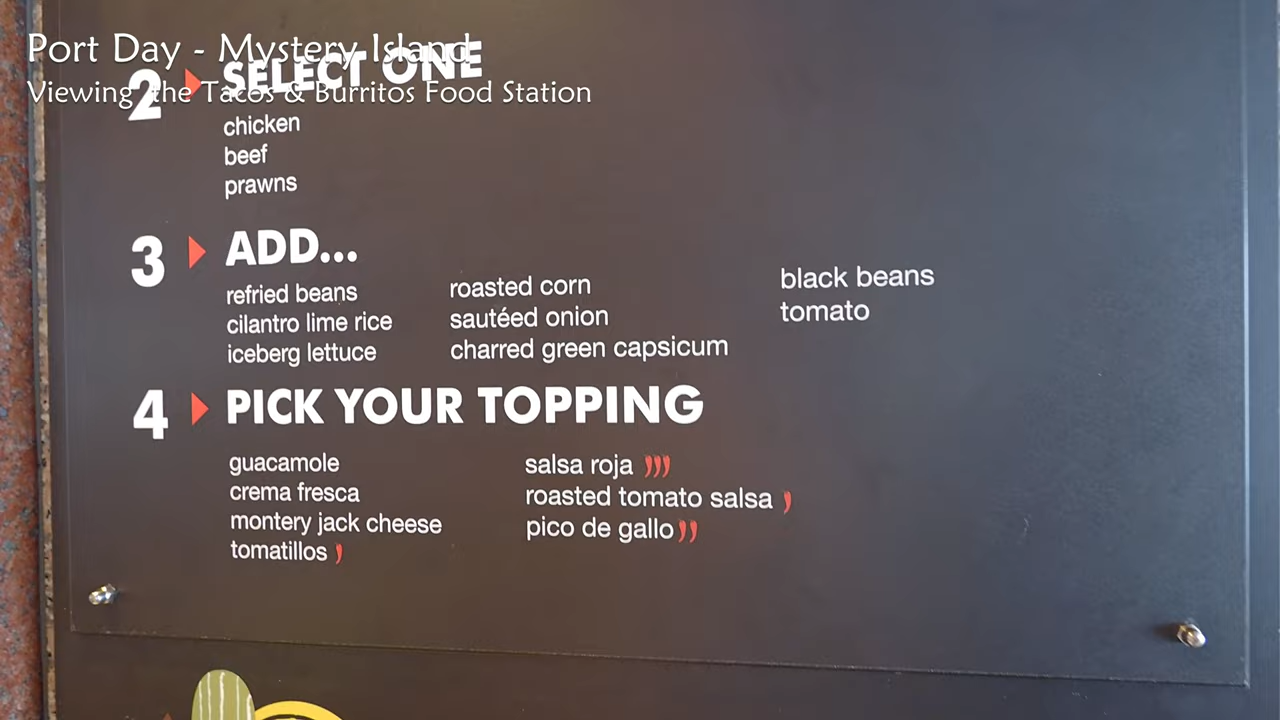 Port Day - Mystery Island
Viewing the Tacos & Burritos Food Station
2 SELECT ONE
chicken
beef
prawns
3 ADD...
refried beans
cilantro lime rice
iceberg lettuce
roasted corn
sautéed onion
charred green capsicum
black beans
tomato
4 PICK YOUR TOPPING
guacamole
crema fresca
montery jack cheese
tomatillos
salsa roja
roasted tomato salsa
pico de gallo